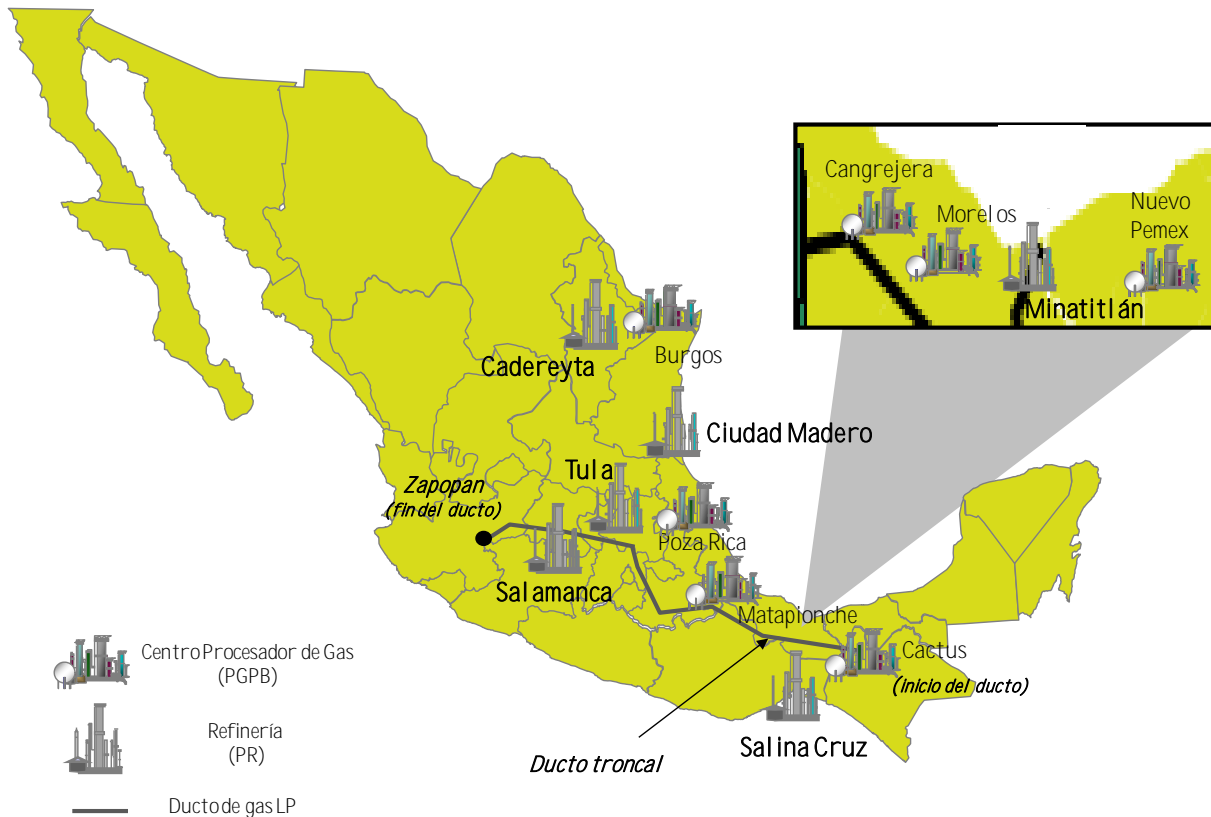 Cangrejera
Morelos
Nuevo
Pemex
Minatitlán
Cadereyta
Burgos
Ciudad Madero
Tula
Zapopan
(fin del ducto)
Poza Rica
Salamanca
Matapionche
Cactus
(inicio del ducto)
Salina Cruz
Ducto troncal
Centro Procesador de Gas
(PGPB)
Refinería
(PR)
Ducto de gas LP